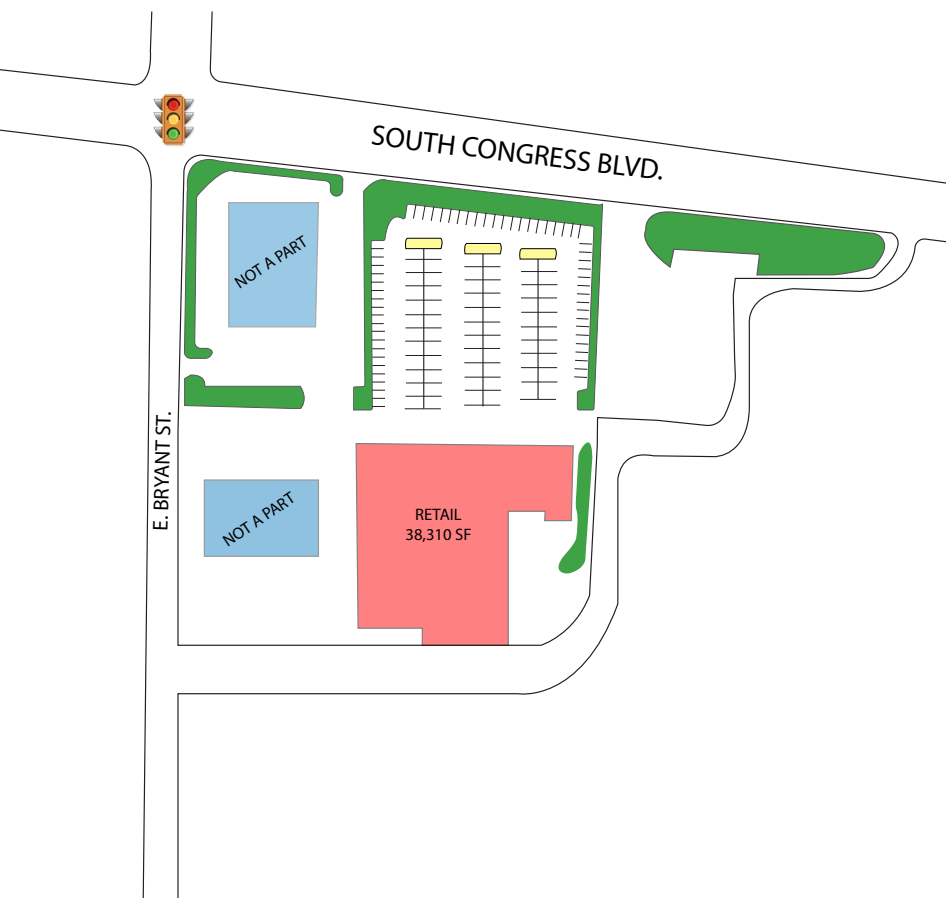 SOUTH CONGRESS BLVD.
NOT A PART
E. BRYANT ST.
NOT A PART
RETAIL
38,310 SF